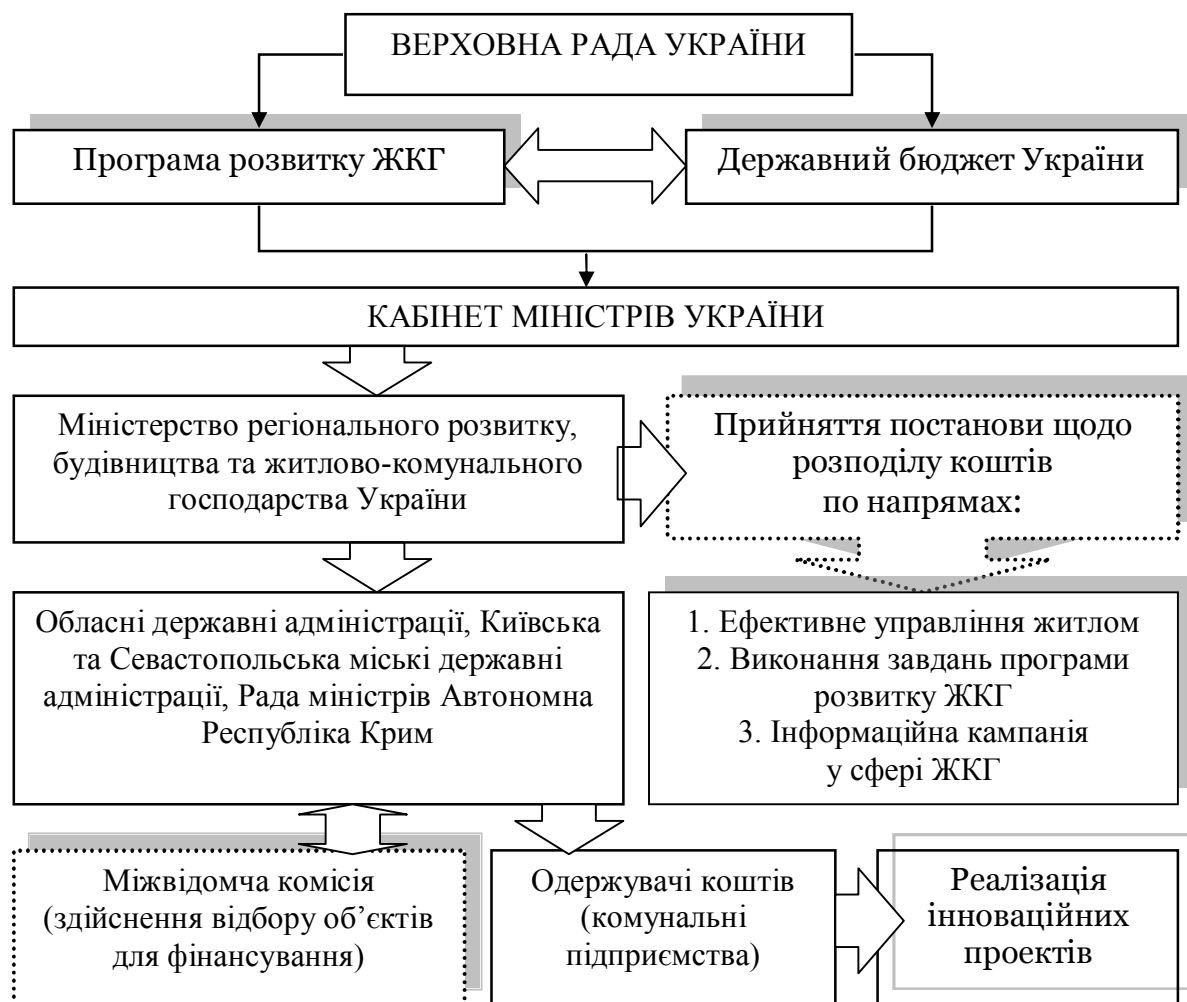 ВЕРХОВНА РАДА УКРАЇНИ
Програма розвитку ЖКГ
Державний бюджет України
КАБІНЕТ МІНІСТРІВ УКРАЇНИ
Міністерство регіонального розвитку,
будівництва та житлово-комунального
господарства України
Прийняття постанови щодо
розподілу коштів
по напрямах:
Обласні державні адміністрації, Київська
та Севастопольська міські державні
адміністрації, Рада міністрів Автономна
Республіка Крим
1. Ефективне управління житлом
2. Виконання завдань програми
розвитку ЖКГ
3. Інформаційна кампанія
у сфері ЖКГ
Міжвідомча комісія
(здійснення відбору об’єктів
для фінансування)
Одержувачі коштів
(комунальні
підприємства)
Реалізація
інноваційних
проектів